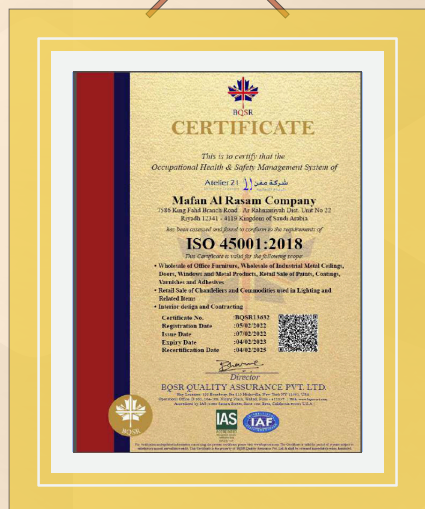 BQSR
CERTIFICATE
This is to certify that the
Occupational Health & Safety Management System of
Atelier 21 شركة مفن
Mafan Al Rasam Company
7586 King Fahd Branch Road Ar Rahmaniyah Dist. Unit No 22
Riyadh 12341 - 4119 Kingdom of Saudi Arabia
has been assessed and found to conform to the requirements of
ISO 45001:2018
This Certificate is valid for the following scope
• Wholesale of Office Furniture, Wholesale of Industrial Metal Ceilings,
Doors, Windows and Metal Products, Retail Sale of Paints, Coatings,
Varnishes and Adhesives
• Retail Sale of Chandeliers and Commodities used in Lighting and
Related Items
• Interior design and Contracting
Certificate No. :BQSR13652
Registration Date :05/02/2022
Issue Date :07/02/2022
Expiry Date :04/02/2023
Recertification Date :04/02/2025
Director
BQSR QUALITY ASSURANCE PVT. LTD.
BQSR
IAS
IAF